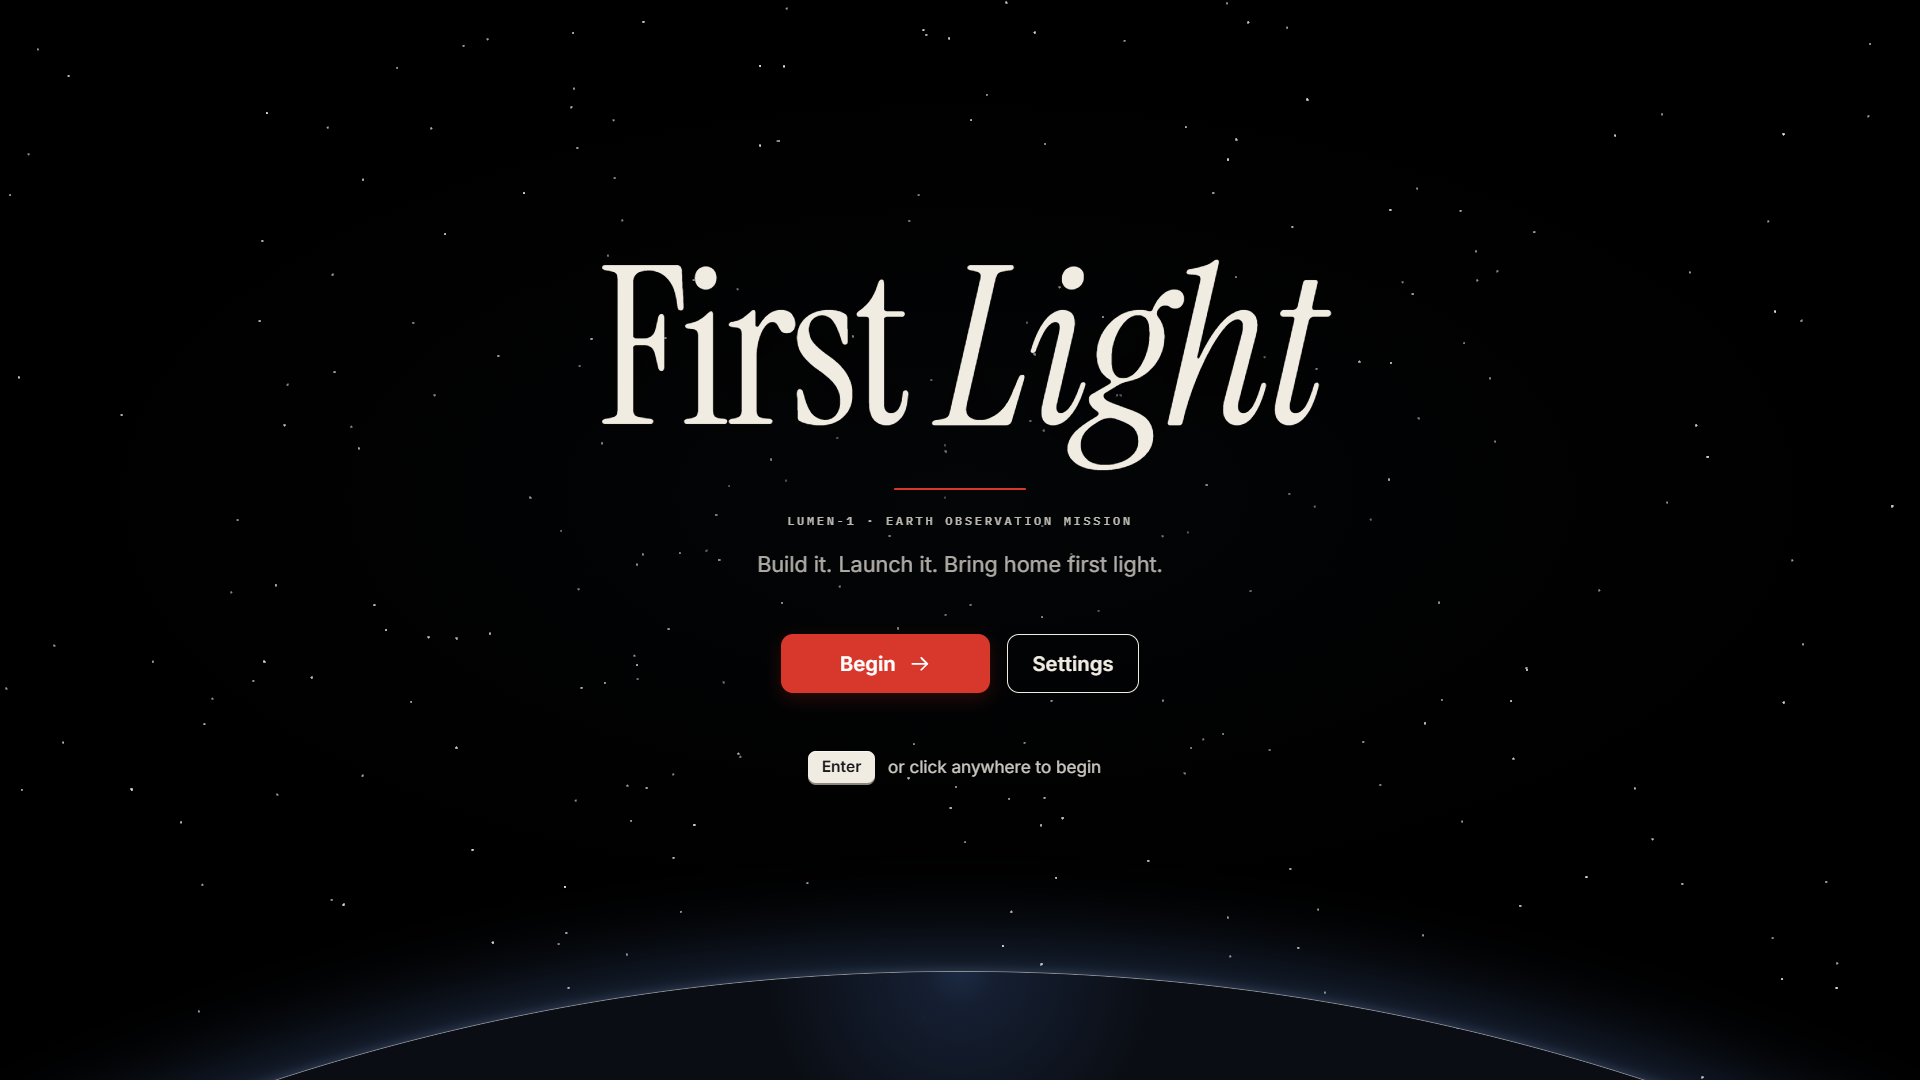 First Light
LUMEN-1 · EARTH OBSERVATION MISSION
Build it. Launch it. Bring home first light.
Begin →
Settings
Enter or click anywhere to begin